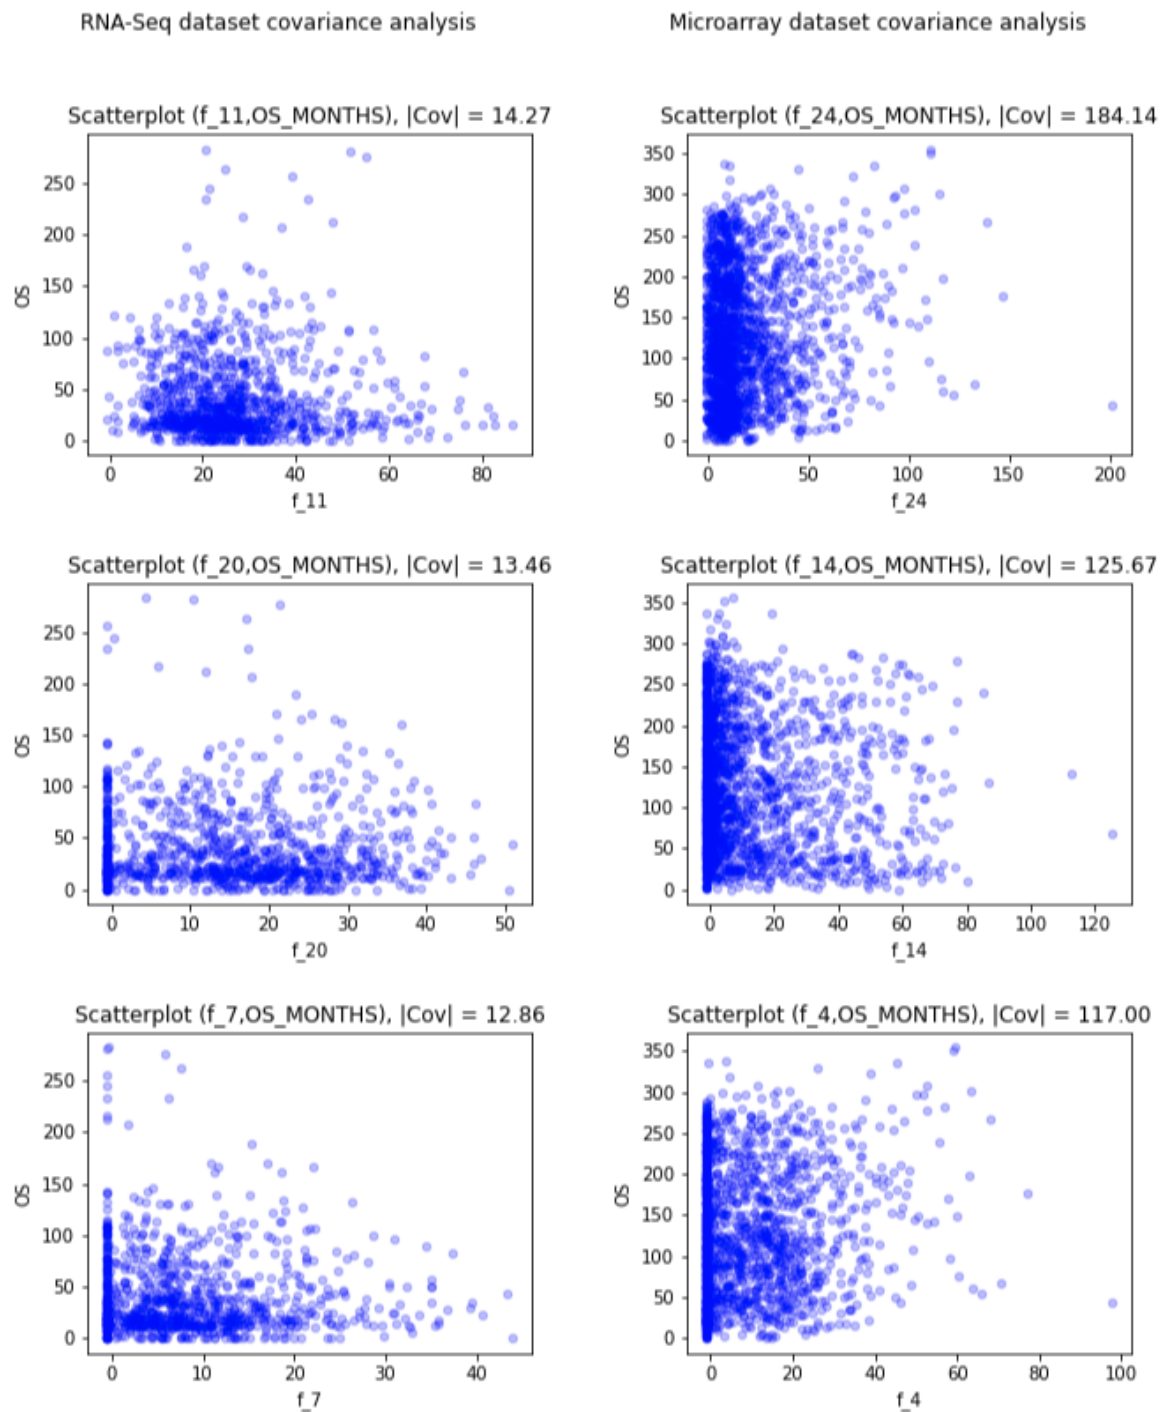 RNA-Seq dataset covariance analysis
Microarray dataset covariance analysis
Scatterplot (f_11,OS_MONTHS), |Cov| = 14.27
250
200
150
100
50
0
OS
0 20 40 60 80
f_11
Scatterplot (f_24,OS_MONTHS), |Cov| = 184.14
350
300
250
200
150
100
50
0
OS
0 50 100 150 200
f_24
Scatterplot (f_20,OS_MONTHS), |Cov| = 13.46
250
200
150
100
50
0
OS
0 10 20 30 40 50
f_20
Scatterplot (f_14,OS_MONTHS), |Cov| = 125.67
350
300
250
200
150
100
50
0
OS
0 20 40 60 80 100 120
f_14
Scatterplot (f_7,OS_MONTHS), |Cov| = 12.86
250
200
150
100
50
0
OS
0 10 20 30 40
f_7
Scatterplot (f_4,OS_MONTHS), |Cov| = 117.00
350
300
250
200
150
100
50
0
OS
0 20 40 60 80 100
f_4